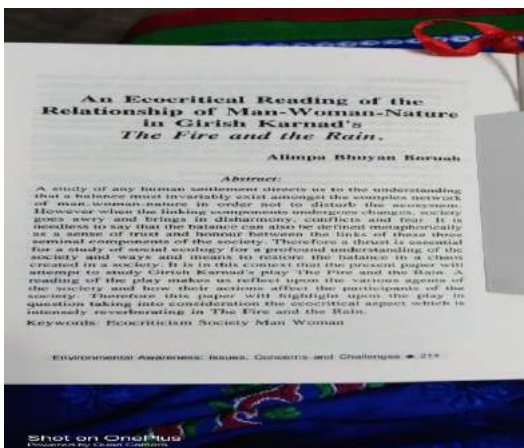 An Ecocritical Reading of the
Relationship of Man-Woman-Nature
in Girish Karnad's
The Fire and the Rain.
Alimpa Bhuyan Boruah
Abstract:
A study of any human settlement directs us to the understanding
that a balance must invariably exist amongst the complex network
of man-woman-nature in order not to disturb the ecosystem.
However when the linking components undergoes changes, society
goes awry and brings in disharmony, conflicts and fear. It is
needless to say that the balance can also be defined metaphorically
as a sense of trust and honour between the links of these three
seminal components of the society. Therefore a thrust is essential
for a study of social ecology for a profound understanding of the
society and ways and means to restore the balance in a chaos
created in a society. It is in this context that the present paper will
attempt to study Girish Karnad's play The Fire and the Rain. A
reading of the play makes us reflect upon the various agents of
the society and how their actions affect the participants of the
society. Therefore this paper will highlight upon the play in
question taking into consideration the ecocritical aspect which is
intensely reverberating in The Fire and the Rain.
Keywords: Ecocriticism Society Man Woman
Environmental Awareness: Issues, Concerns and Challenges ● 214
Shot on OnePlus
Powered by Quad Camera